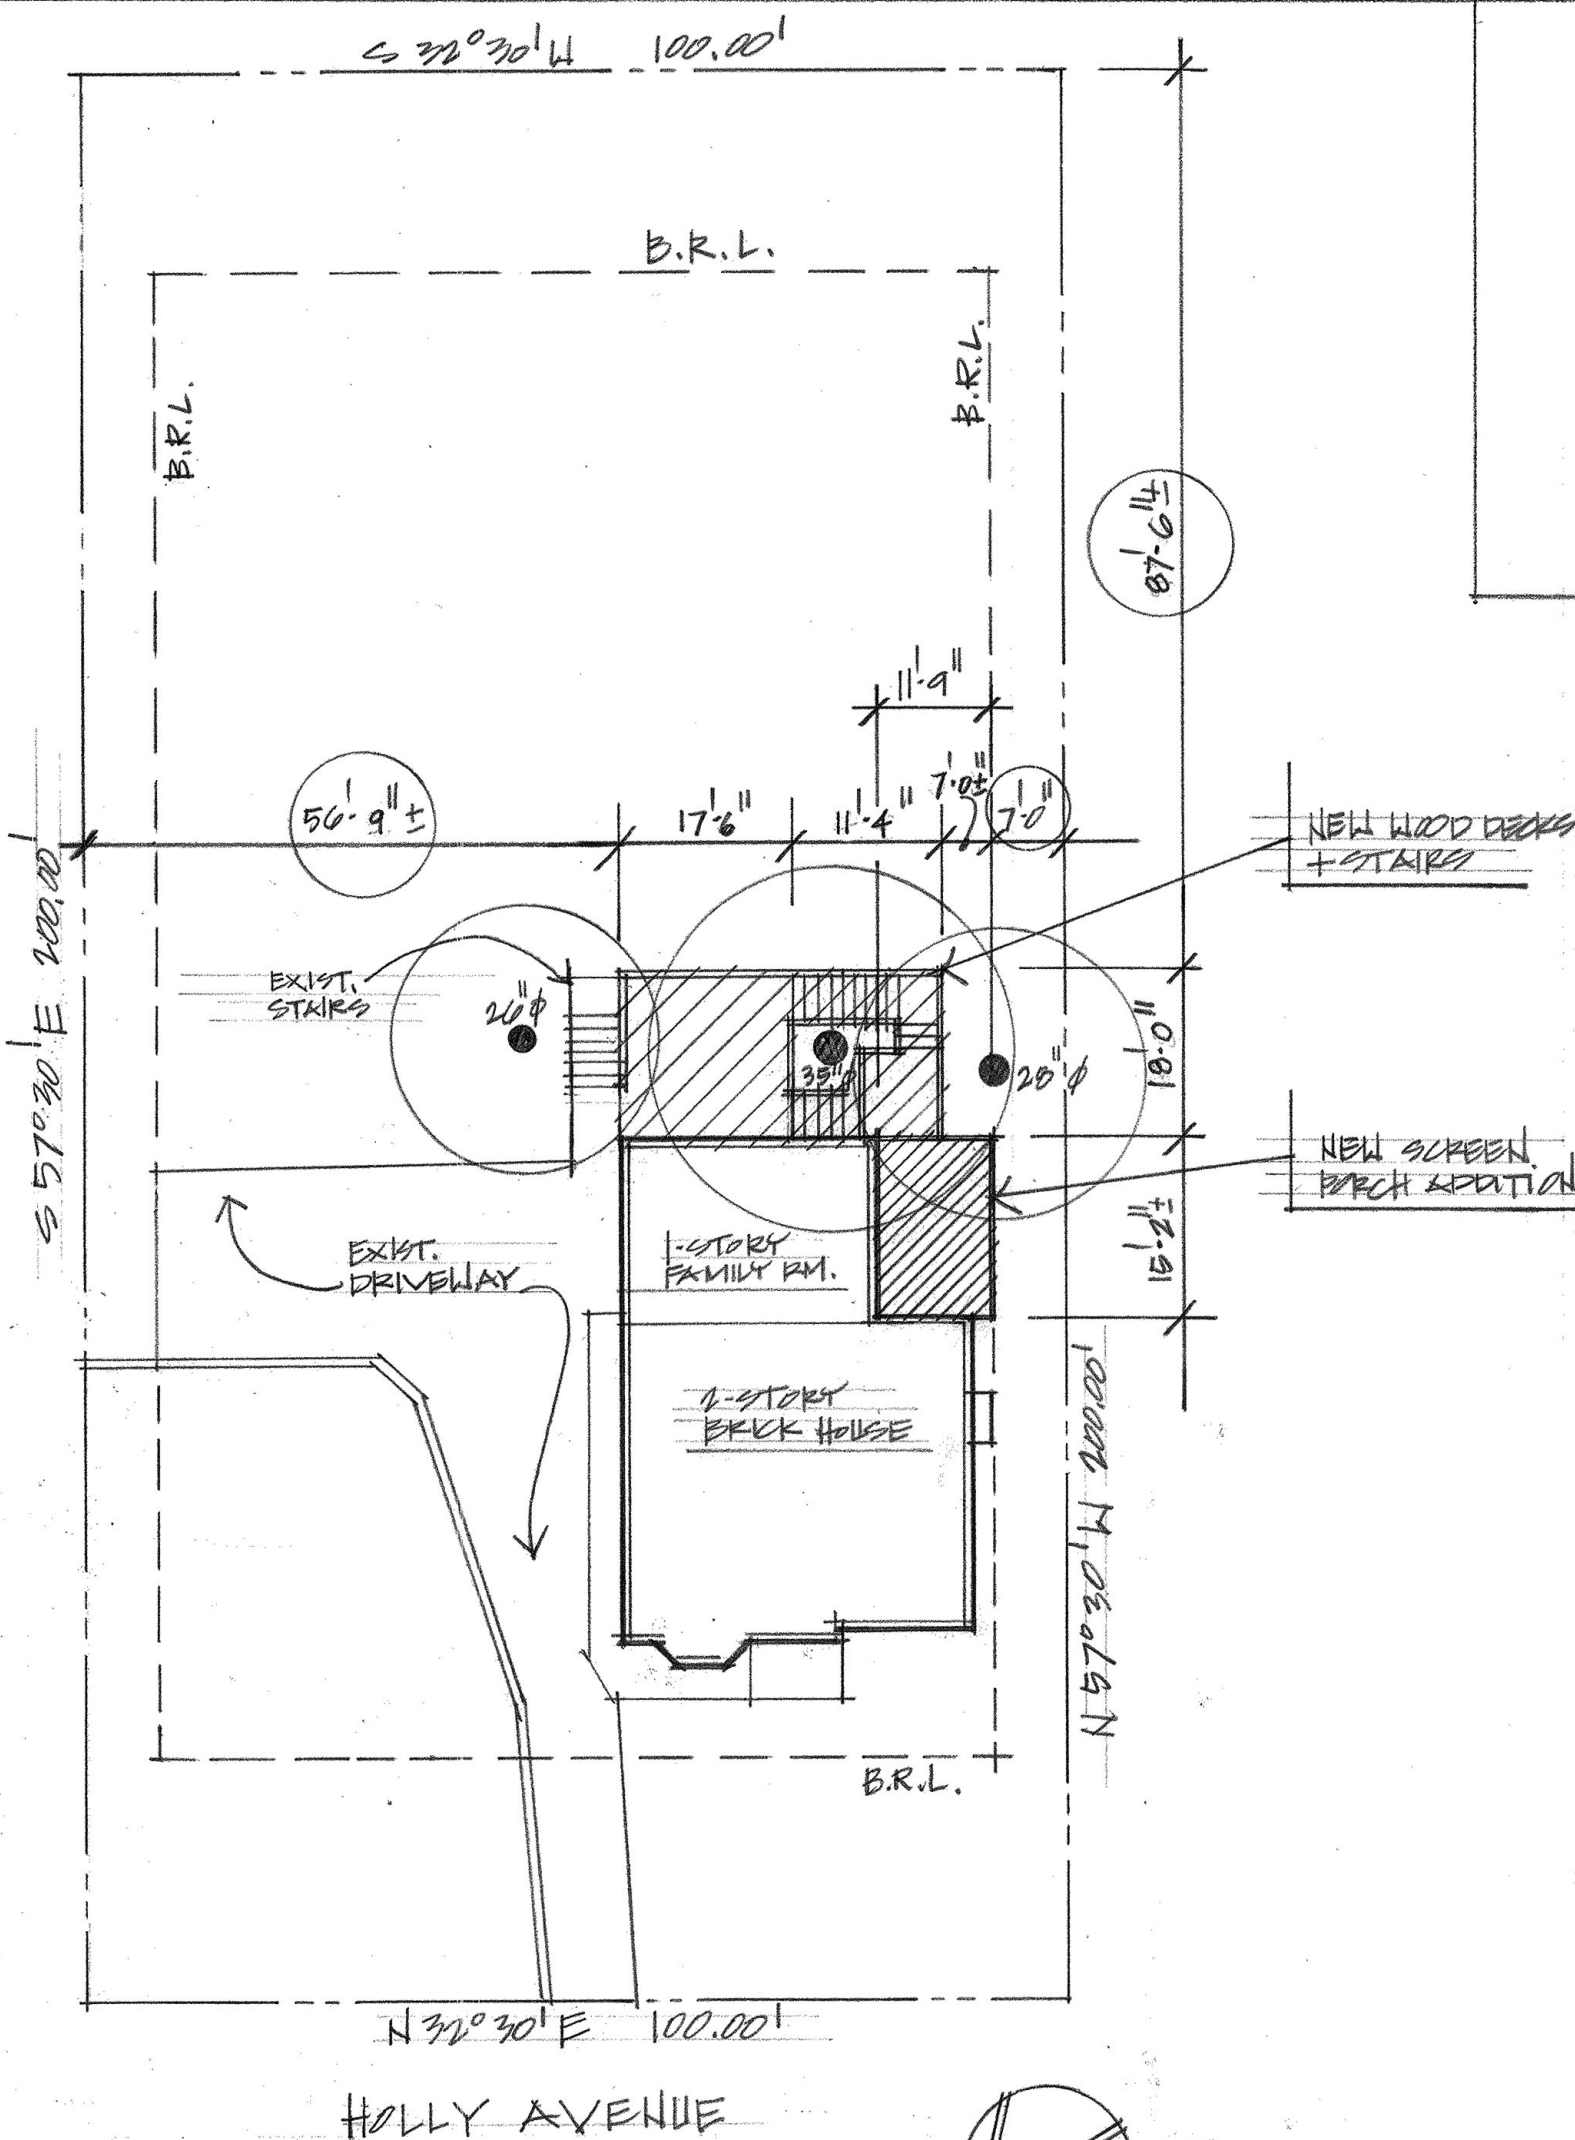 S 32°30' W 100.00'
B.R.L.
B.R.L.
B.R.L.
87'-6"±
11'-9"
56'-9"±
17'-6"
11'-4"
7'-0±"
7'-0"
NEW WOOD DECKS
+ STAIRS
S 57°30' E 200.00'
EXIST.
STAIRS
26"φ
35"φ
28"φ
18'-0"
NEW SCREEN
PORCH ADDITION
15'-2"±
1-STORY
FAMILY RM.
EXIST.
DRIVEWAY
2-STORY
BRICK HOUSE
N 57°30' W 200.00'
B.R.L.
N 32°30' E 100.00'
HOLLY AVENUE